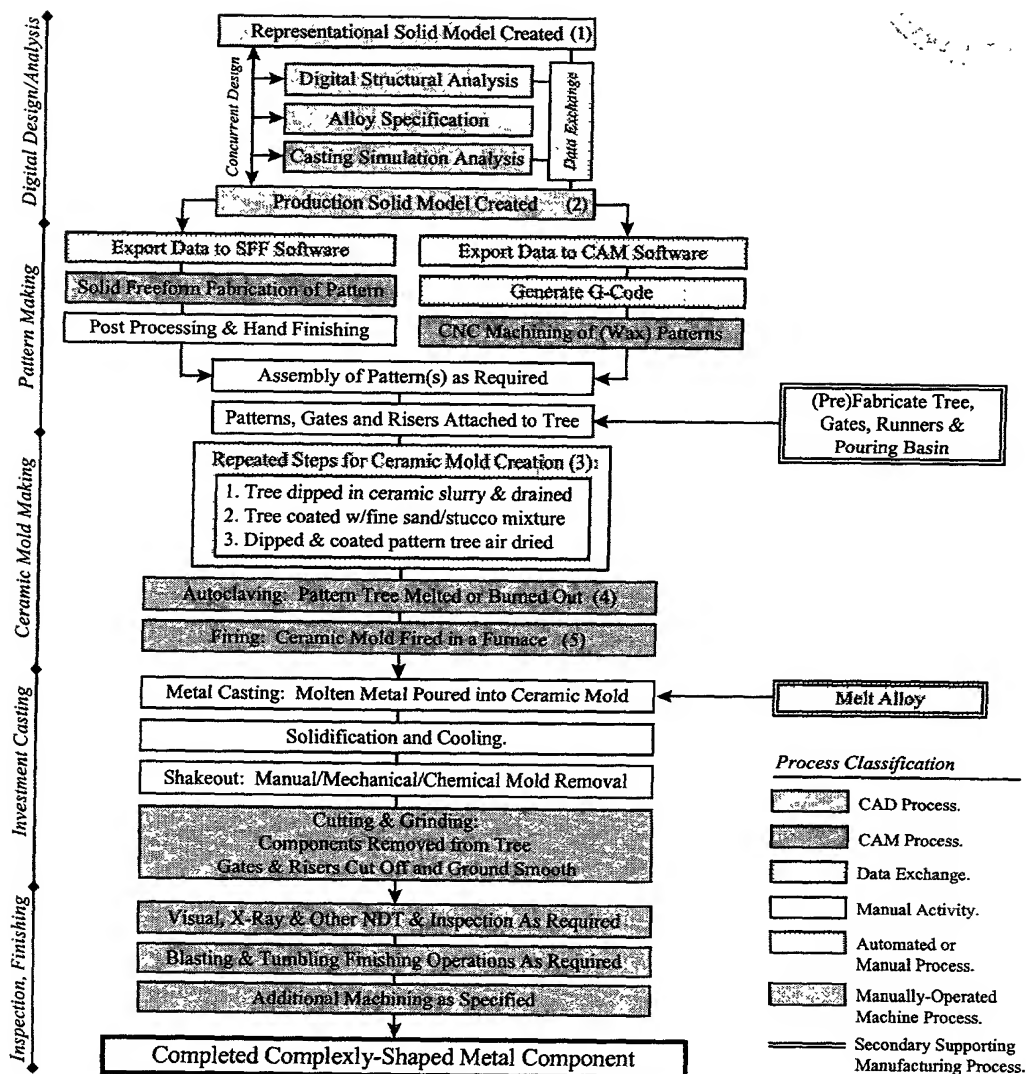 Digital Design/Analysis
Representational Solid Model Created (1)
Concurrent Design
Digital Structural Analysis
Alloy Specification
Casting Simulation Analysis
Data Exchange
Production Solid Model Created (2)
Pattern Making
Export Data to SFF Software
Solid Freeform Fabrication of Pattern
Post Processing & Hand Finishing
Export Data to CAM Software
Generate G-Code
CNC Machining of (Wax) Patterns
Assembly of Pattern(s) as Required
Patterns, Gates and Risers Attached to Tree
(Pre)Fabricate Tree,
Gates, Runners &
Pouring Basin
Ceramic Mold Making
Repeated Steps for Ceramic Mold Creation (3):
1. Tree dipped in ceramic slurry & drained
2. Tree coated w/fine sand/stucco mixture
3. Dipped & coated pattern tree air dried
Autoclaving: Pattern Tree Melted or Burned Out (4)
Firing: Ceramic Mold Fired in a Furnace (5)
Investment Casting
Metal Casting: Molten Metal Poured into Ceramic Mold
Melt Alloy
Solidification and Cooling.
Shakeout: Manual/Mechanical/Chemical Mold Removal
Cutting & Grinding:
Components Removed from Tree
Gates & Risers Cut Off and Ground Smooth
Inspection, Finishing
Visual, X-Ray & Other NDT & Inspection As Required
Blasting & Tumbling Finishing Operations As Required
Additional Machining as Specified
Completed Complexly-Shaped Metal Component
Process Classification
CAD Process.
CAM Process.
Data Exchange.
Manual Activity.
Automated or
Manual Process.
Manually-Operated
Machine Process.
Secondary Supporting
Manufacturing Process.